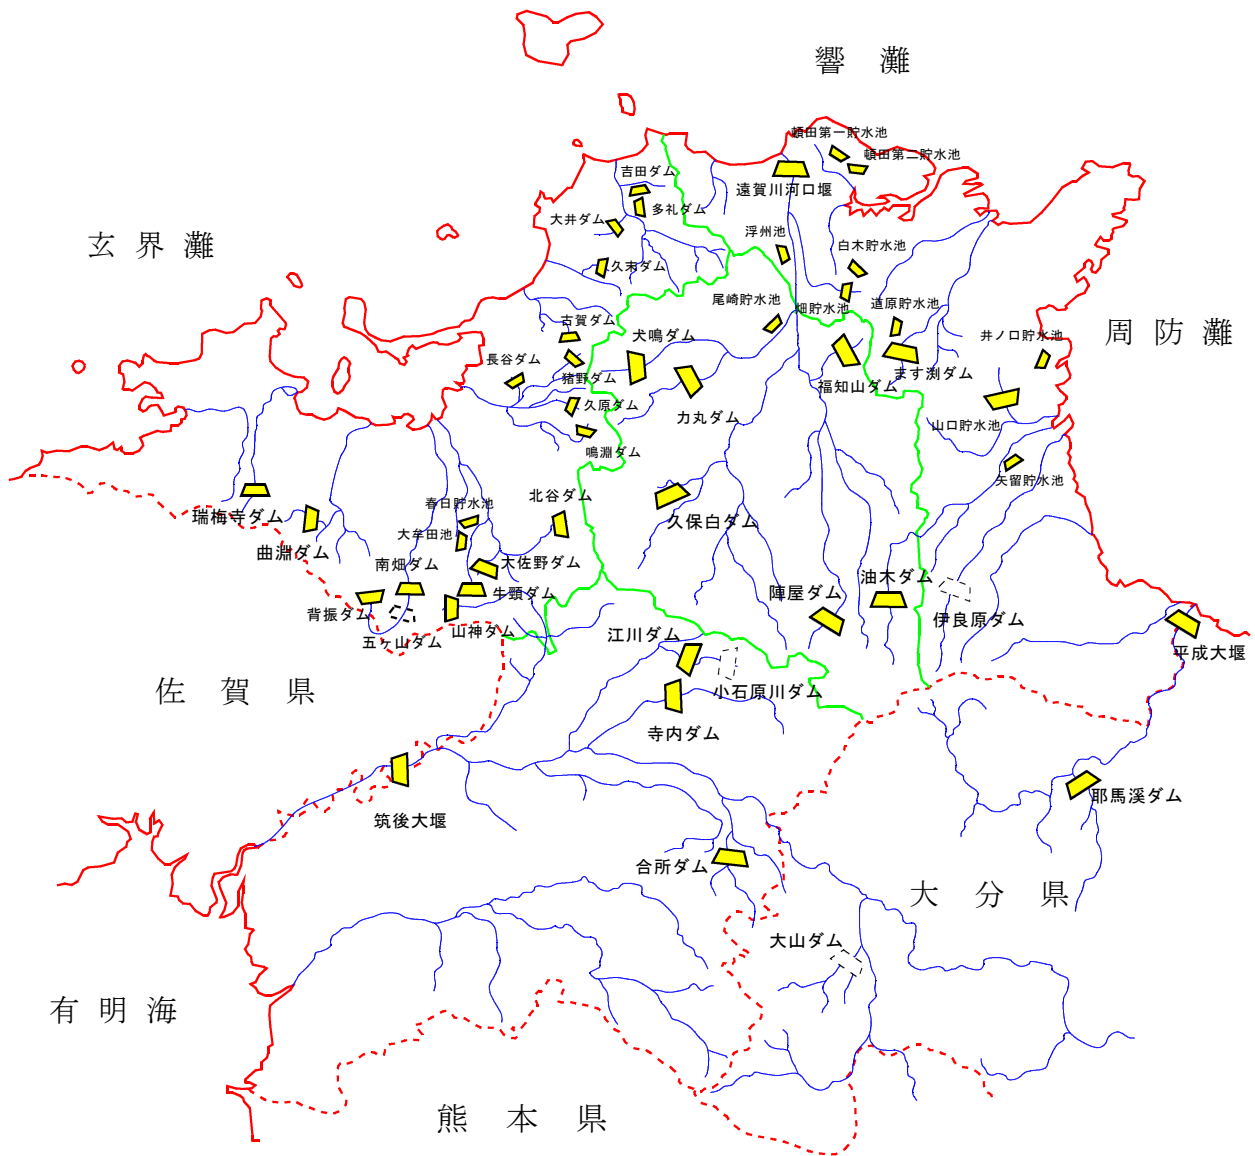 響灘
頓田第一貯水池
頓田第二貯水池
吉田ダム
遠賀川河口堰
多礼ダム
大井ダム
浮州池
玄界灘
白木貯水池
久末ダム
尾崎貯水池
畑貯水池
道原貯水池
古賀ダム
犬鳴ダム
井ノ口貯水池
周防灘
長谷ダム
猪野ダム
ます渕ダム
福知山ダム
久原ダム
力丸ダム
山口貯水池
鳴淵ダム
矢留貯水池
北谷ダム
春日貯水池
瑞梅寺ダム
久保白ダム
大牟田池
曲淵ダム
南畑ダム
大佐野ダム
油木ダム
牛頸ダム
陣屋ダム
背振ダム
伊良原ダム
山神ダム
江川ダム
五ヶ山ダム
平成大堰
佐賀県
小石原川ダム
寺内ダム
耶馬溪ダム
筑後大堰
合所ダム
大分県
大山ダム
有明海
熊本県